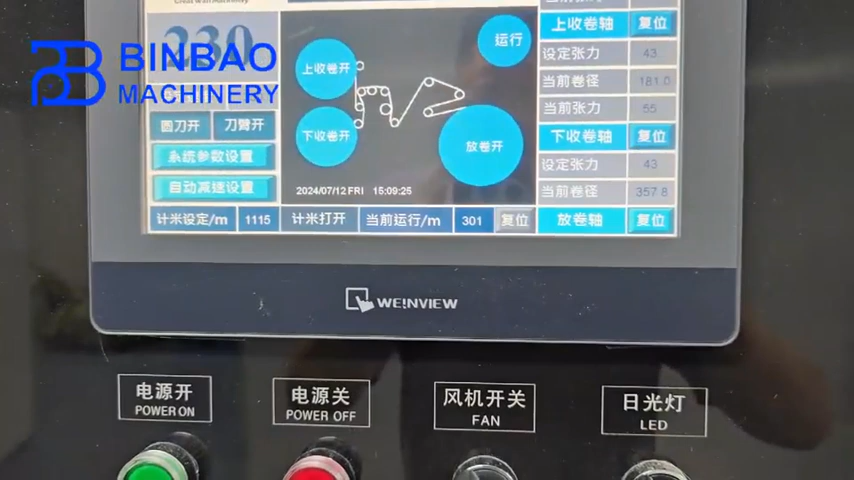 Great Wall Machinery
230
BINBAO
MACHINERY
圆刀开
刀臂开
系统参数设置
自动减速设置
上收卷开
下收卷开
运行
放卷开
2024/07/12 FRI 15:09:25
上收卷轴 复位
设定张力 43
当前卷径 181.0
当前张力 55
下收卷轴 复位
设定张力 43
当前卷径 357.8
放卷轴 复位
计米设定/m 1115 计米打开 当前运行/m 301 复位
WEINVIEW
电源开
POWER ON
电源关
POWER OFF
风机开关
FAN
日光灯
LED